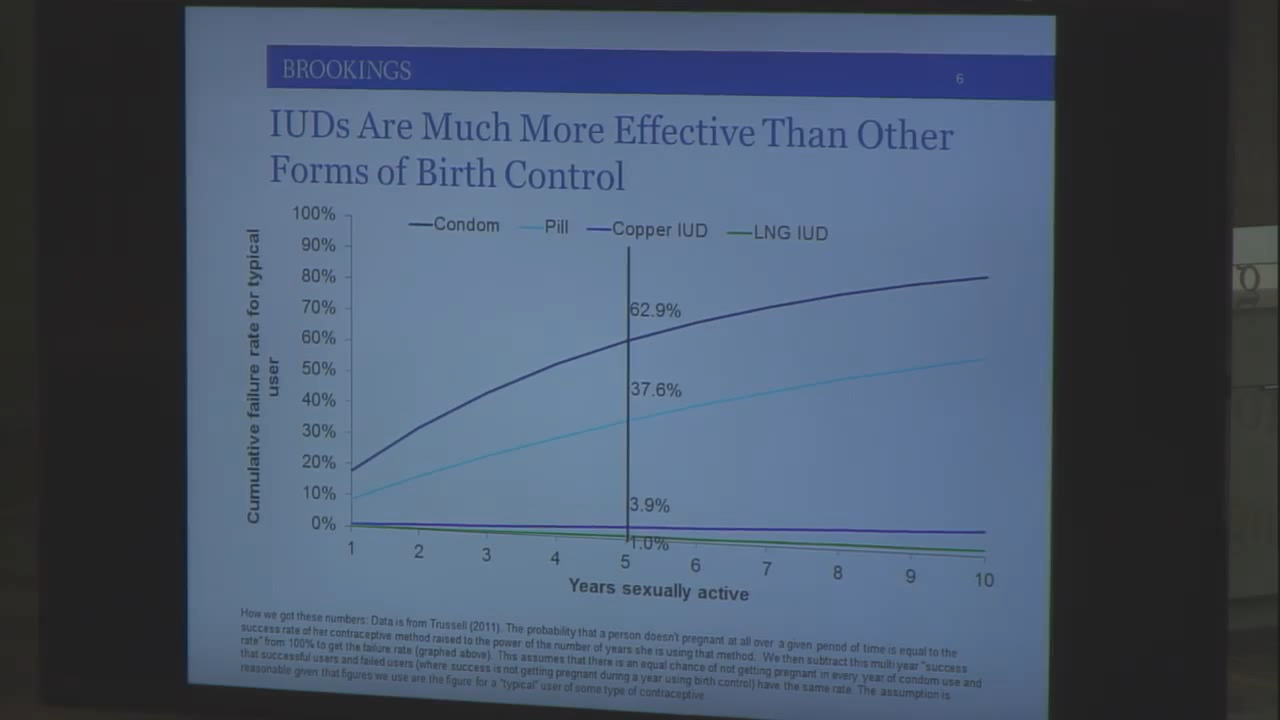 BROOKINGS
6
IUDs Are Much More Effective Than Other
Forms of Birth Control
Condom Pill Copper IUD LNG IUD
Cumulative failure rate for typical
user
100%
90%
80%
70%
60%
50%
40%
30%
20%
10%
0%
62.9%
37.6%
3.9%
1.0%
1 2 3 4 5 6 7 8 9 10
Years sexually active
How we got these numbers: Data is from Trussell (2011). The probability that a person doesn't pregnant at all over a given period of time is equal to the
success rate of her contraceptive method raised to the power of the number of years she is using that method. We then subtract this multi year "success
rate" from 100% to get the failure rate (graphed above). This assumes that there is an equal chance of not getting pregnant in every year of condom use and
that successful users and failed users (where success is not getting pregnant during a year using birth control) have the same rate. The assumption is
reasonable given that figures we use are the figure for a "typical" user of some type of contraceptive.